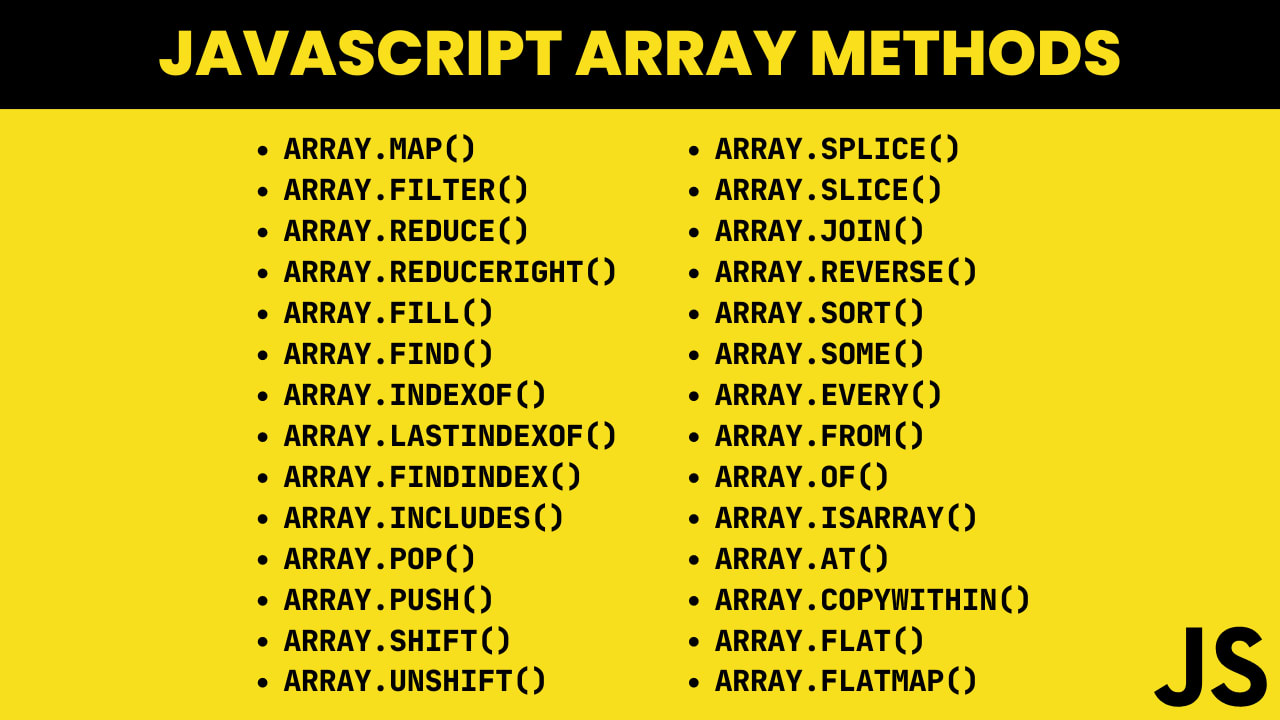 JAVASCRIPT ARRAY METHODS
• ARRAY.MAP()
• ARRAY.FILTER()
• ARRAY.REDUCE()
• ARRAY.REDUCERIGHT()
• ARRAY.FILL()
• ARRAY.FIND()
• ARRAY.INDEXOF()
• ARRAY.LASTINDEXOF()
• ARRAY.FINDINDEX()
• ARRAY.INCLUDES()
• ARRAY.POP()
• ARRAY.PUSH()
• ARRAY.SHIFT()
• ARRAY.UNSHIFT()
• ARRAY.SPLICE()
• ARRAY.SLICE()
• ARRAY.JOIN()
• ARRAY.REVERSE()
• ARRAY.SORT()
• ARRAY.SOME()
• ARRAY.EVERY()
• ARRAY.FROM()
• ARRAY.OF()
• ARRAY.ISARRAY()
• ARRAY.AT()
• ARRAY.COPYWITHIN()
• ARRAY.FLAT()
• ARRAY.FLATMAP()
JS